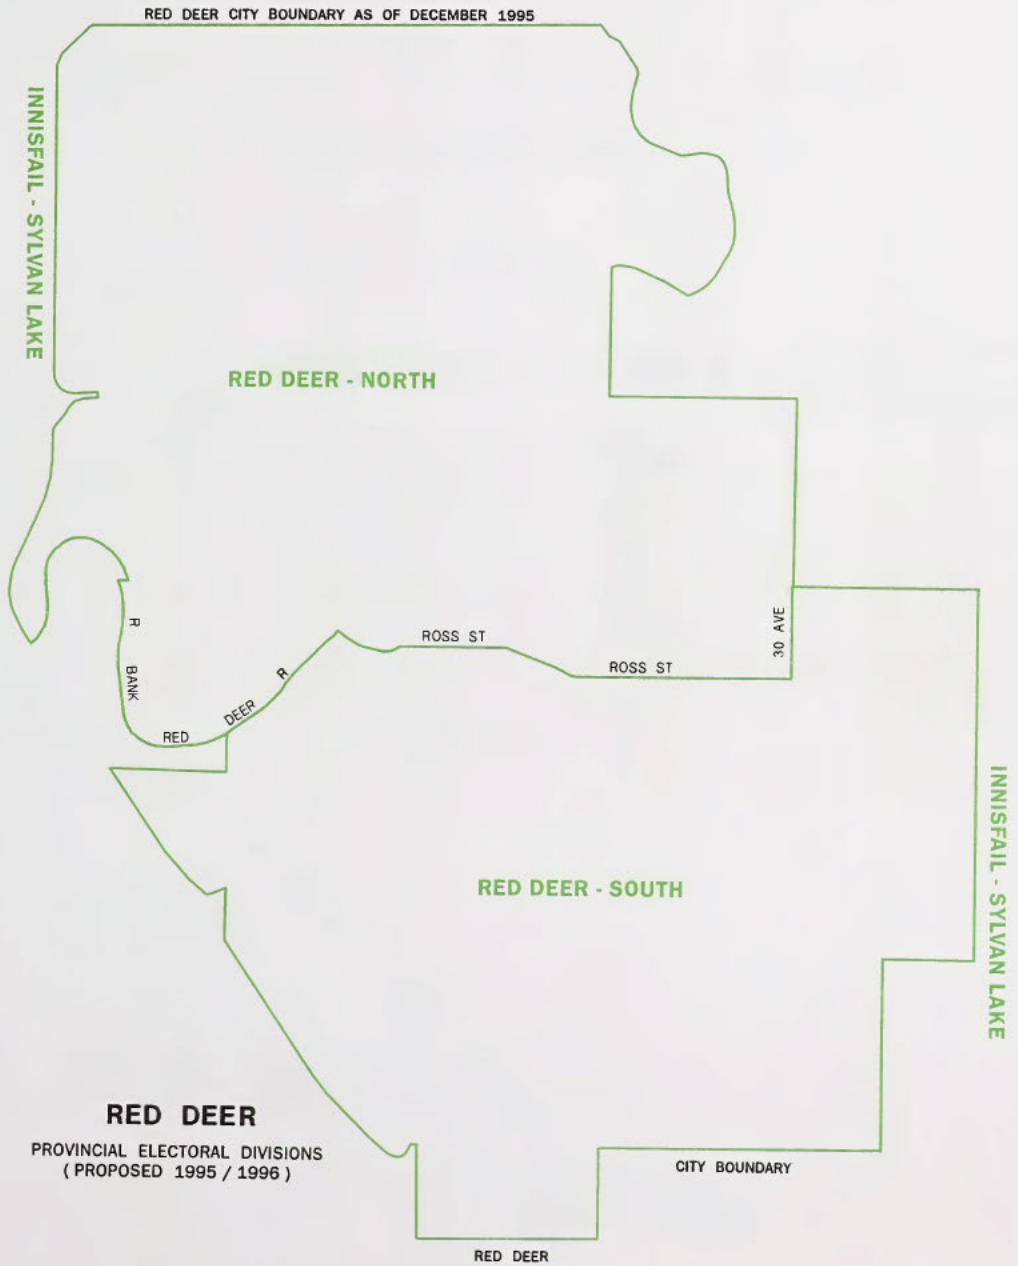 RED DEER CITY BOUNDARY AS OF DECEMBER 1995
INNISFAIL - SYLVAN LAKE
RED DEER - NORTH
30 AVE
R
BANK
RED
DEER
R
ROSS ST
ROSS ST
INNISFAIL - SYLVAN LAKE
RED DEER - SOUTH
RED DEER
PROVINCIAL ELECTORAL DIVISIONS
( PROPOSED 1995 / 1996 )
CITY BOUNDARY
RED DEER